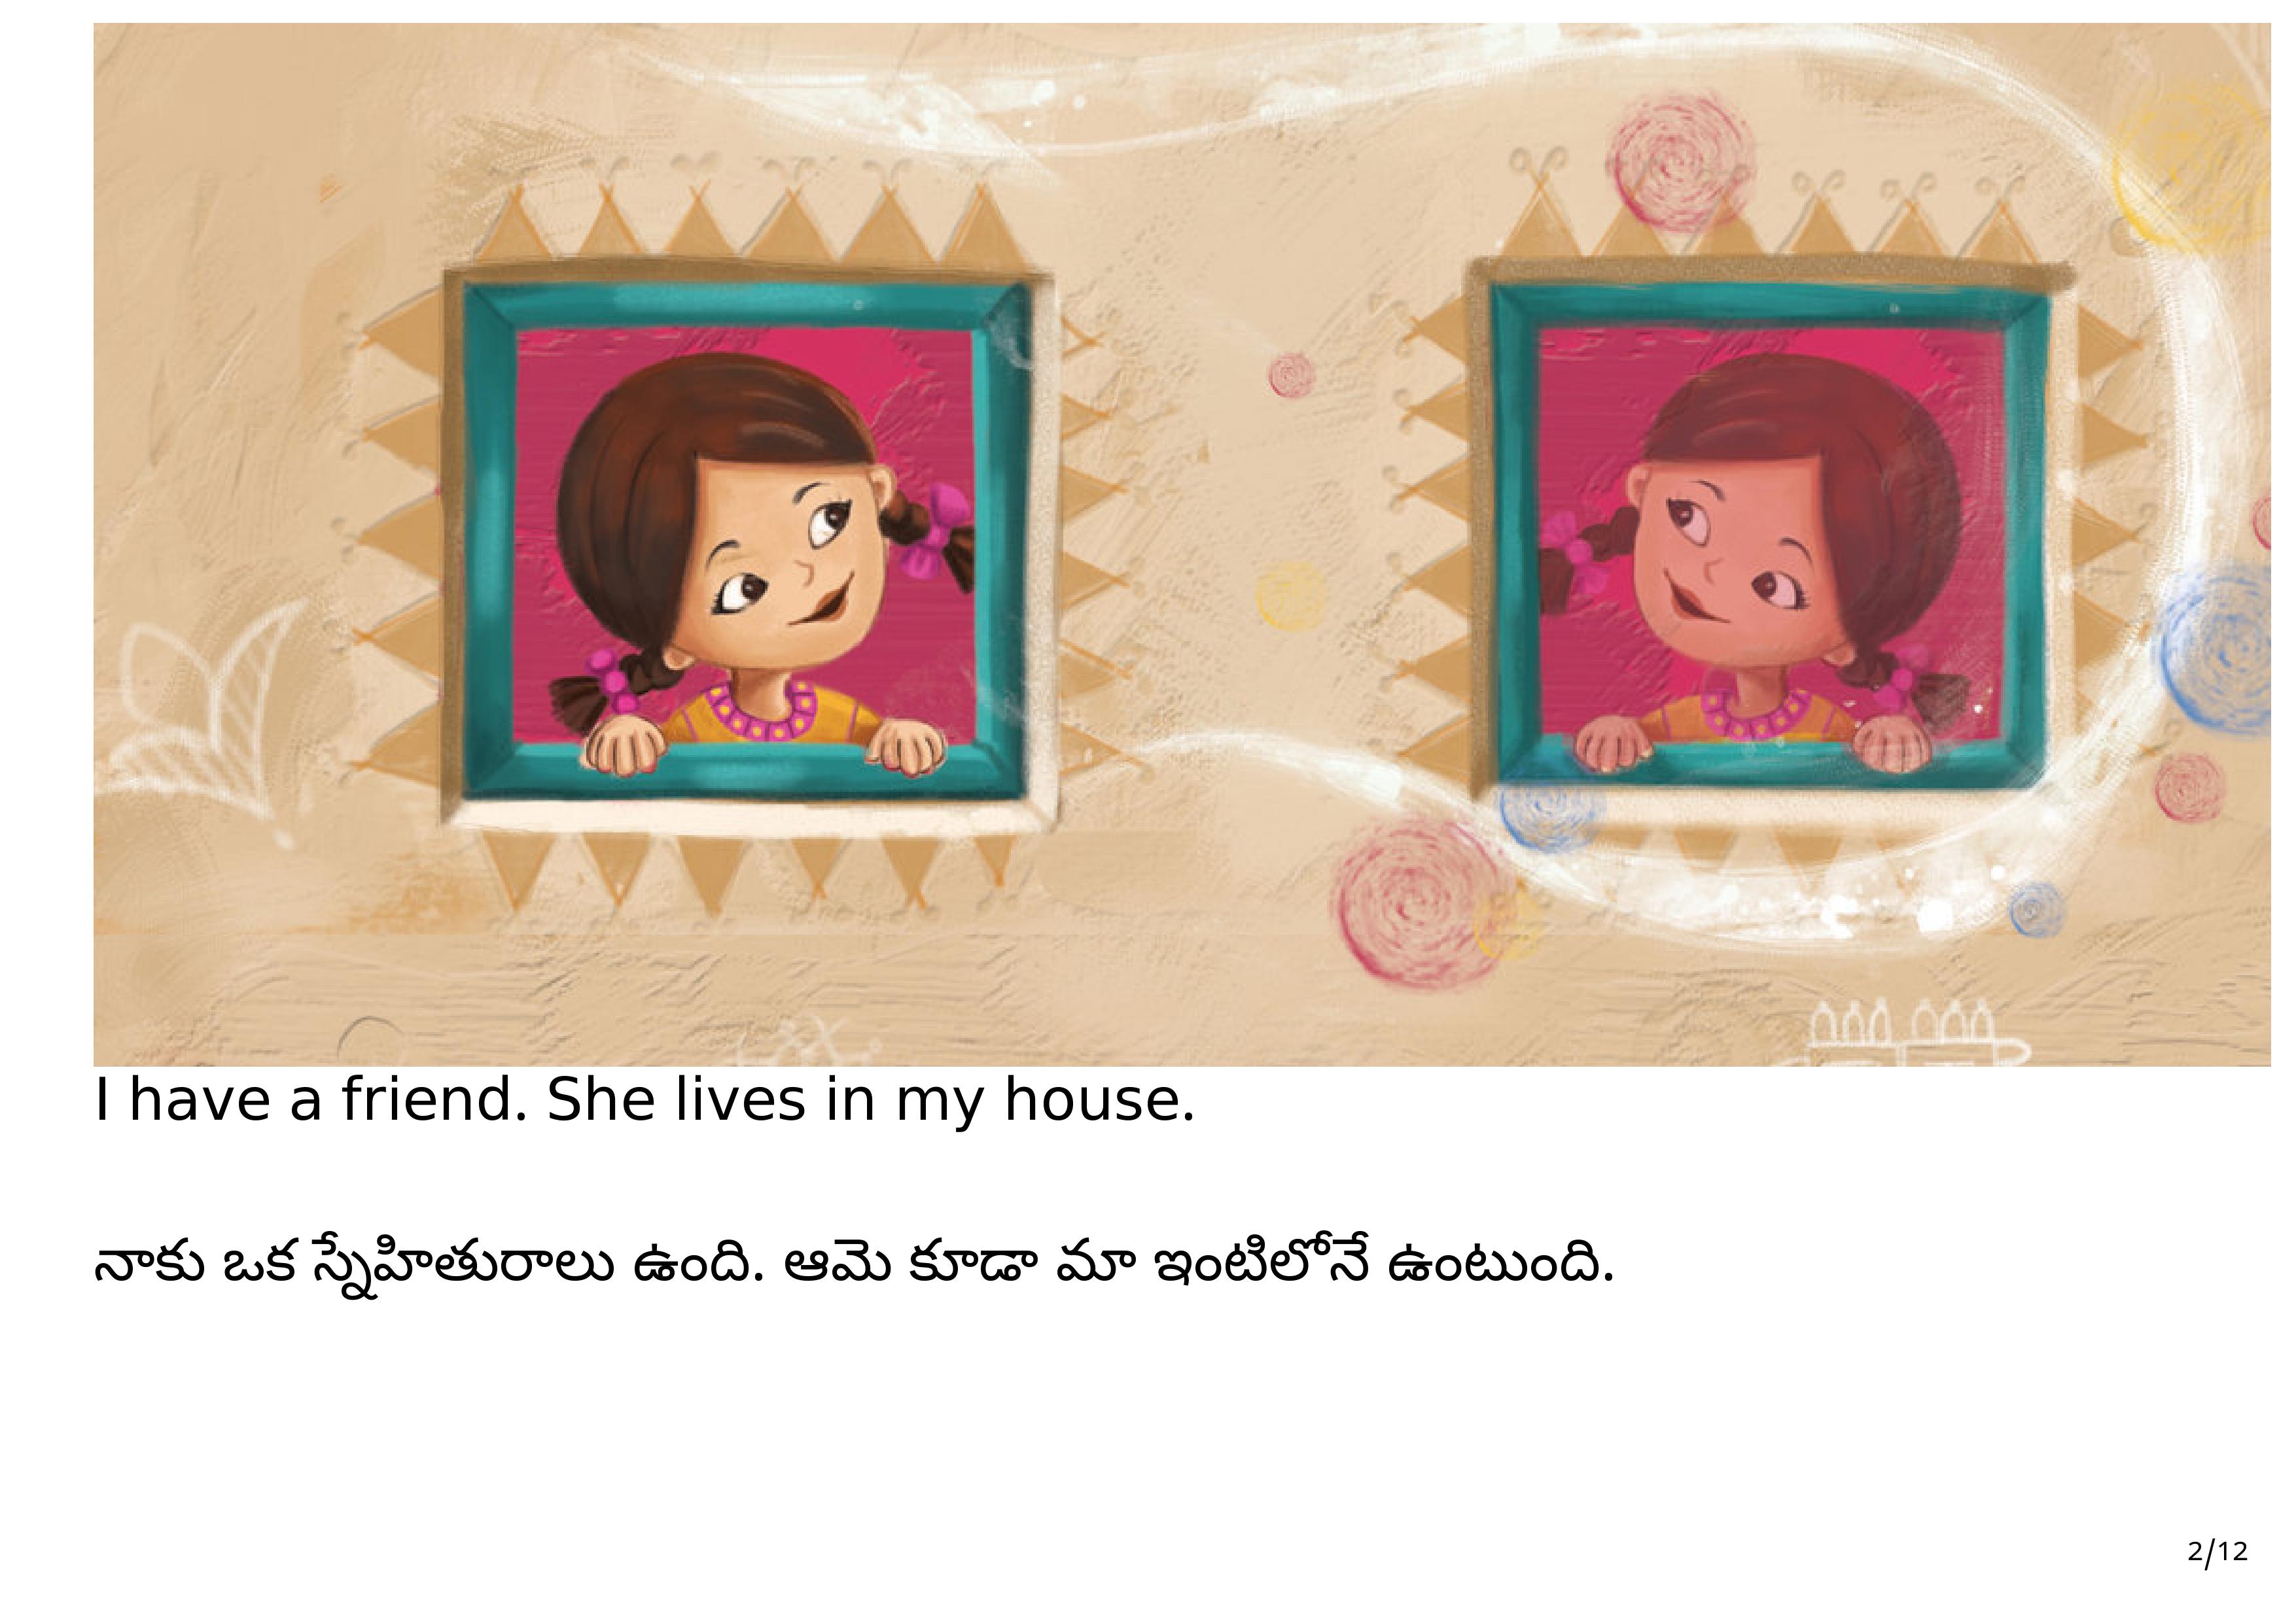 I have a friend. She lives in my house.
నాకు ఒక స్నేహితురాలు ఉంది. ఆమె కూడా మా ఇంటిలోనే ఉంటుంది.
2/12